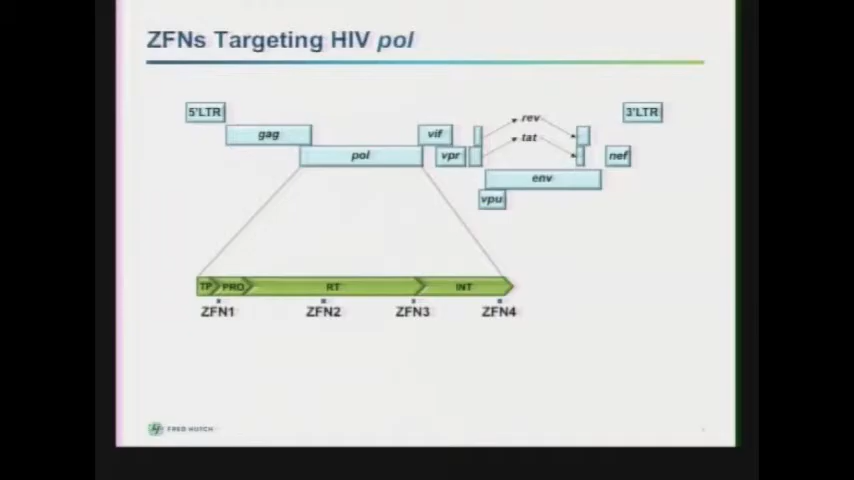 ZFNs Targeting HIV pol
5'LTR
3'LTR
gag
vif
rev
tat
pol
vpr
nef
env
vpu
TP
PRO
RT
INT
ZFN1
ZFN2
ZFN3
ZFN4
FRED HUTCH